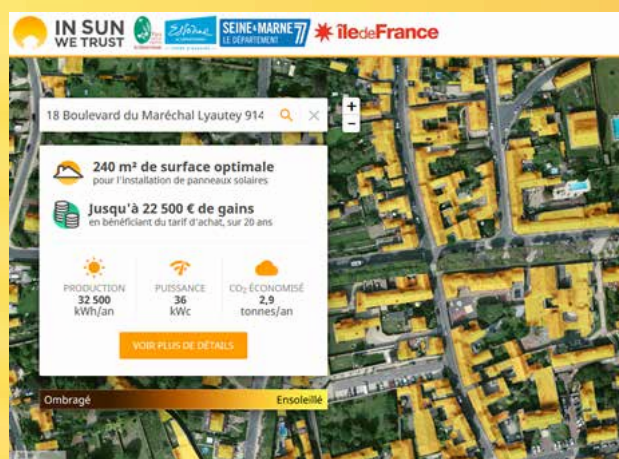 IN SUN
WE TRUST
Essonne
SEINE & MARNE 77
LE DÉPARTEMENT
îledeFrance
18 Boulevard du Maréchal Lyautey 914
+
−
240 m² de surface optimale
pour l'installation de panneaux solaires
Jusqu'à 22 500 € de gains
en bénéficiant du tarif d'achat, sur 20 ans
PRODUCTION
32 500
kWh/an
PUISSANCE
36
kWc
CO₂ ÉCONOMISÉ
2,9
tonnes/an
VOIR PLUS DE DÉTAILS
Ombragé
Ensoleillé